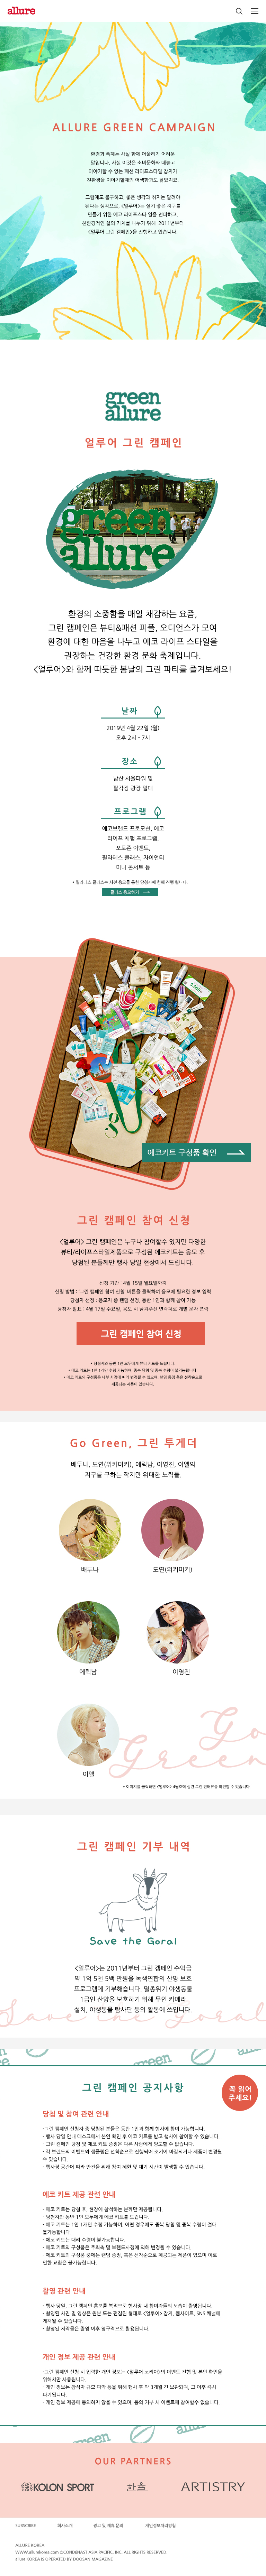 allure
ALLURE GREEN CAMPAIGN
환경과 축제는 사실 함께 어울리기 어려운
말입니다. 사실 이것은 소비문화와 떼놓고
이야기할 수 없는 패션 라이프스타일 잡지가
친환경을 이야기할때의 어색함과도 닮았지요.
그럼에도 불구하고, 좋은 생각과 취지는 알려야
된다는 생각으로, <얼루어>는 살기 좋은 지구를
만들기 위한 에코 라이프스타 일을 전파하고,
친환경적인 삶의 가치를 나누기 위해 2011년부터
<얼루어 그린 캠페인>을 진행하고 있습니다.
green
allure
얼루어 그린 캠페인
green
allure
환경의 소중함을 매일 채감하는 요즘,
그린 캠페인은 뷰티&패션 피플, 오디언스가 모여
환경에 대한 마음을 나누고 에코 라이프 스타일을
권장하는 건강한 환경 문화 축제입니다.
<얼루어>와 함께 따듯한 봄날의 그린 파티를 즐겨보세요!
날짜
2019년 4월 22일 (월)
오후 2시 - 7시
장소
남산 서울타워 및
팔각정 광장 일대
프로그램
에코브랜드 프로모션, 에코
라이프 체험 프로그램,
포토존 이벤트,
필라테스 클래스, 자이언티
미니 콘서트 등
* 필라테스 클래스는 사전 응모를 통한 당첨자에 한해 진행 됩니다.
클래스 응모하기
에코키트 구성품 확인
그린 캠페인 참여 신청
<얼루어> 그린 캠페인은 누구나 참여할수 있지만 다양한
뷰티/라이프스타일제품으로 구성된 에코키트는 응모 후
당첨된 분들께만 행사 당일 현상에서 드립니다.
신청 기간 : 4월 15일 월요일까지
신청 방법 : '그린 캠페인 참여 신청' 버튼을 클릭하여 응모에 필요한 정보 입력
당첨자 선정 : 응모자 중 랜덤 선정, 동반 1인과 함께 참여 가능
당첨자 발표 : 4월 17일 수요일, 응모 시 남겨주신 연락처로 개별 문자 연락
그린 캠페인 참여 신청
* 당첨자와 동반 1인 모두에게 뷰티 키트를 드립니다.
* 에코 키트는 1인 1개만 수령 가능하며, 중복 당첨 및 중복 수령이 불가능합니다.
* 에코 키트의 구성품은 내부 사정에 따라 변경될 수 있으며, 랜덤 증정 혹은 선착순으로
제공되는 제품이 있습니다.
Go Green, 그린 투게더
배두나, 도연(위키미키), 에릭남, 이영진, 이엘의
지구를 구하는 작지만 위대한 노력들.
배두나
도연(위키미키)
에릭남
이영진
이엘
Go
Green
* 이미지를 클릭하면 <얼루어> 4월호에 실린 그린 인터뷰를 확인할 수 있습니다.
그린 캠페인 기부 내역
Save the Goral
<얼루어>는 2011년부터 그린 캠페인 수익금
약 1억 5천 5백 만원을 녹색연합의 산양 보호
프로그램에 기부해습니다. 멸종위기 야생동물
1급인 산양을 보호하기 위해 무인 카메라
설치, 야생동물 탐사단 등의 활동에 쓰입니다.
Save the Goral
그린 캠페인 공지사항
꼭 읽어
주세요!
당첨 및 참여 관련 안내
-그린 캠페인 신청자 중 당첨된 분들은 동반 1인과 함께 행사에 참여 가능합니다.
- 행사 당일 안내 데스크에서 본인 확인 후 에코 키트를 받고 행사에 참여할 수 있습니다.
- 그린 캠페인 당첨 및 에코 키트 증정은 다른 사람에게 양도할 수 없습니다.
- 각 브랜드의 이벤트와 샘플링은 선착순으로 진행되어 조기에 마감되거나 제품이 변경될
수 있습니다.
- 행사장 공간에 따라 안전을 위해 참여 제한 및 대기 시간이 발생할 수 있습니다.
에코 키트 제공 관련 안내
- 에코 키트는 당첨 후, 현장에 참석하는 분께만 제공됩니다.
- 당첨자와 동반 1인 모두에게 에코 키트를 드립니다.
- 에코 키트는 1인 1개만 수령 가능하며, 어떤 경우에도 중복 당첨 및 중복 수령이 절대
불가능합니다.
- 에코 키트는 대리 수령이 불가능합니다.
- 에코 키트의 구성품은 주최측 및 브랜드사정에 의해 변경될 수 있습니다.
- 에코 키트의 구성품 중에는 랜덤 증정, 혹은 선착순으로 제공되는 제품이 있으며 이로
인한 교환은 불가능합니다.
촬영 관련 안내
- 행사 당일, 그린 캠페인 홍보를 목적으로 행사장 내 참여자들의 모습이 촬영됩니다.
- 촬영된 사진 및 영상은 원본 또는 편집된 형태로 <얼루어> 잡지, 웹사이트, SNS 채널에
게재될 수 있습니다.
- 촬영된 저작물은 촬영 이후 영구적으로 활용됩니다.
개인 정보 제공 관련 안내
-그린 캠페인 신청 시 입력한 개인 정보는 <얼루어 코리아>의 이벤트 진행 및 본인 확인을
위해서만 사용됩니다.
- 개인 정보는 참석자 규모 파악 등을 위해 행사 후 약 3개월 간 보관되며, 그 이후 즉시
파기됩니다.
- 개인 정보 제공에 동의하지 않을 수 있으며, 동의 거부 시 이벤트에 참여할수 없습니다.
OUR PARTNERS
KOLON SPORT
한율
ARTISTRY
SUBSCRIBE
회사소개
광고 및 제휴 문의
개인정보처리방침
ALLURE KOREA
WWW.allurekorea.com ©CONDENAST ASIA PACIFIC, INC. ALL RIGHTS RESERVED.
allure KOREA IS OPERATED BY DOOSAN MAGAZINE